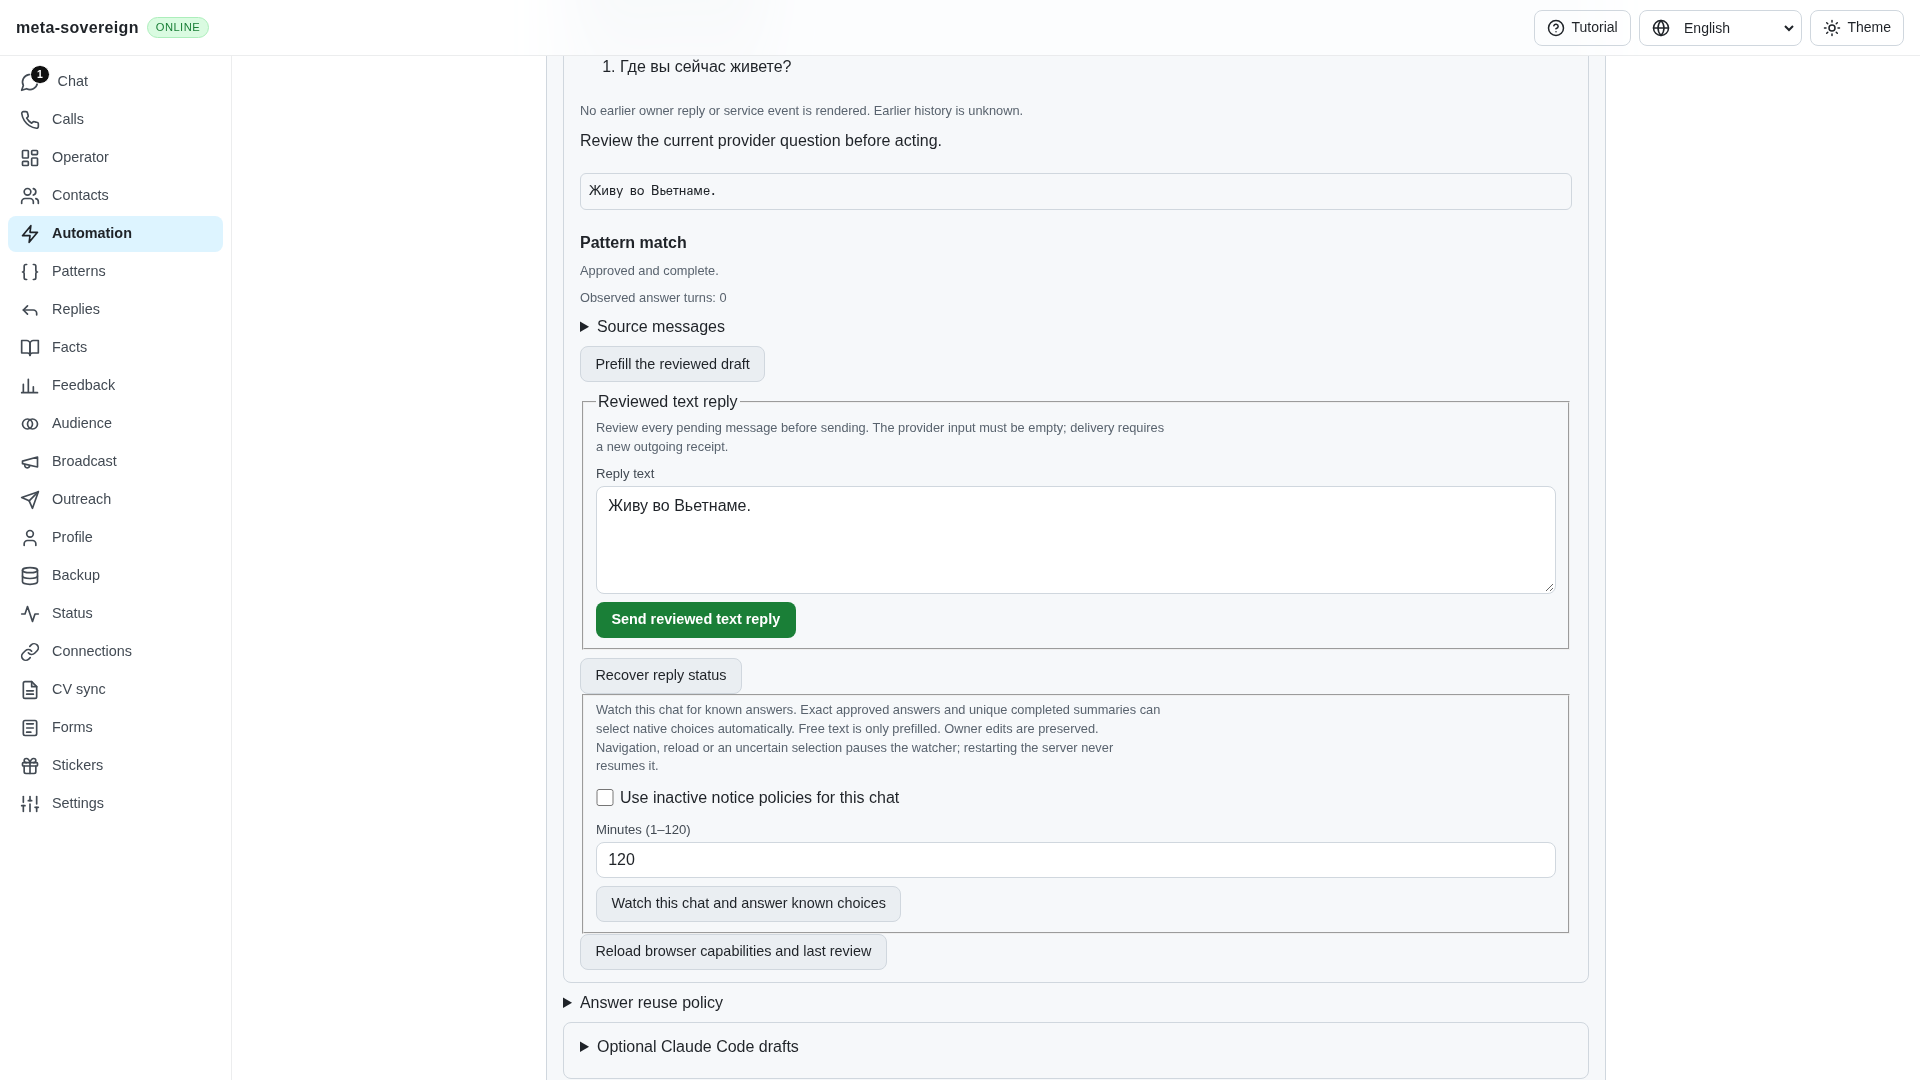 meta-sovereign ONLINE
Tutorial
English
Theme
1 Chat
Calls
Operator
Contacts
Automation
Patterns
Replies
Facts
Feedback
Audience
Broadcast
Outreach
Profile
Backup
Status
Connections
CV sync
Forms
Stickers
Settings
1. Где вы сейчас живете?
No earlier owner reply or service event is rendered. Earlier history is unknown.
Review the current provider question before acting.
Живу во Вьетнаме.
Pattern match
Approved and complete.
Observed answer turns: 0
Source messages
Prefill the reviewed draft
Reviewed text reply
Review every pending message before sending. The provider input must be empty; delivery requires
a new outgoing receipt.
Reply text
Живу во Вьетнаме.
Send reviewed text reply
Recover reply status
Watch this chat for known answers. Exact approved answers and unique completed summaries can
select native choices automatically. Free text is only prefilled. Owner edits are preserved.
Navigation, reload or an uncertain selection pauses the watcher; restarting the server never
resumes it.
Use inactive notice policies for this chat
Minutes (1–120)
120
Watch this chat and answer known choices
Reload browser capabilities and last review
Answer reuse policy
Optional Claude Code drafts